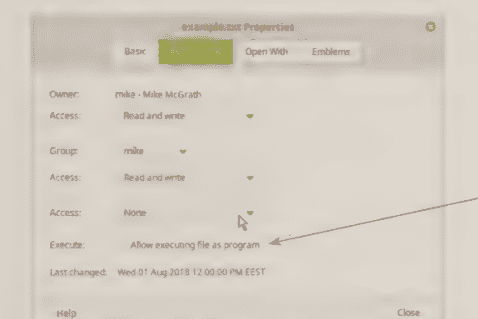 example.txt Properties
Basic Open With Emblems
Owner: mike - Mike McGrath
Access: Read and write
Group: mike
Access: Read and write
Access: None
Execute: Allow executing file as program
Last changed: Wed 01 Aug 2018 12:00:00 PM EEST
Help Close